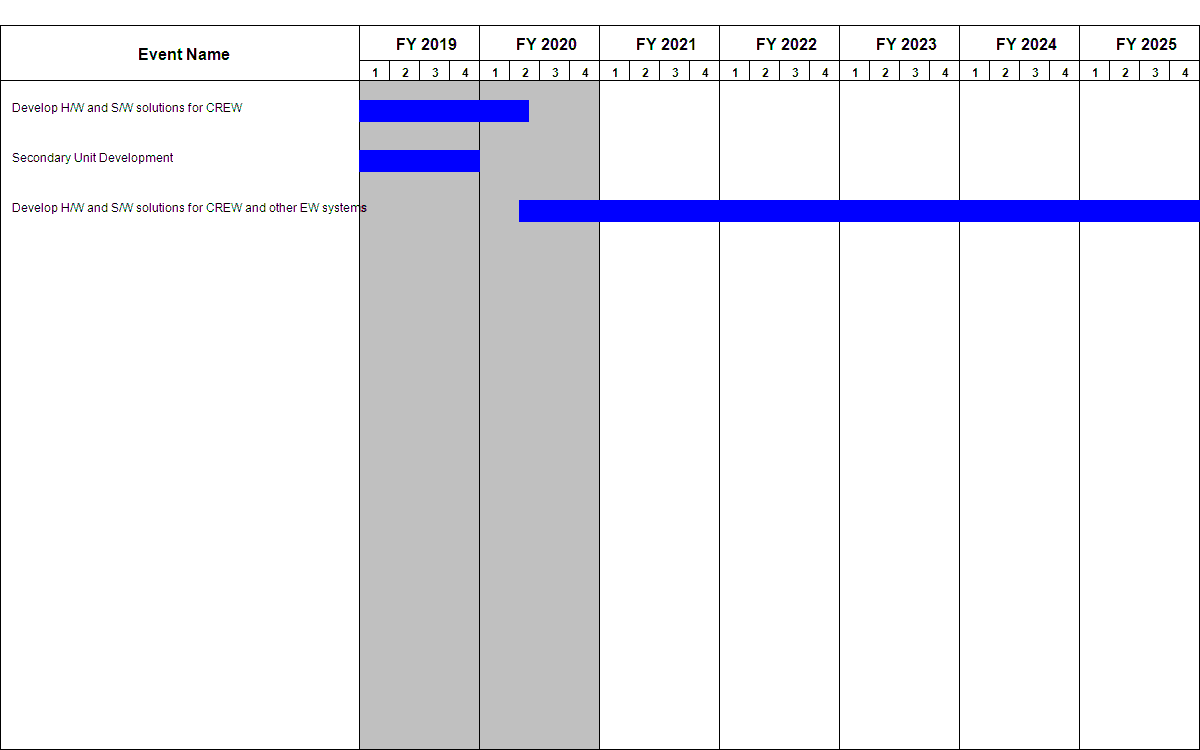 Event Name
FY 2019 FY 2020 FY 2021 FY 2022 FY 2023 FY 2024 FY 2025
1 2 3 4 1 2 3 4 1 2 3 4 1 2 3 4 1 2 3 4 1 2 3 4 1 2 3 4
Develop H/W and S/W solutions for CREW
Secondary Unit Development
Develop H/W and S/W solutions for CREW and other EW systems